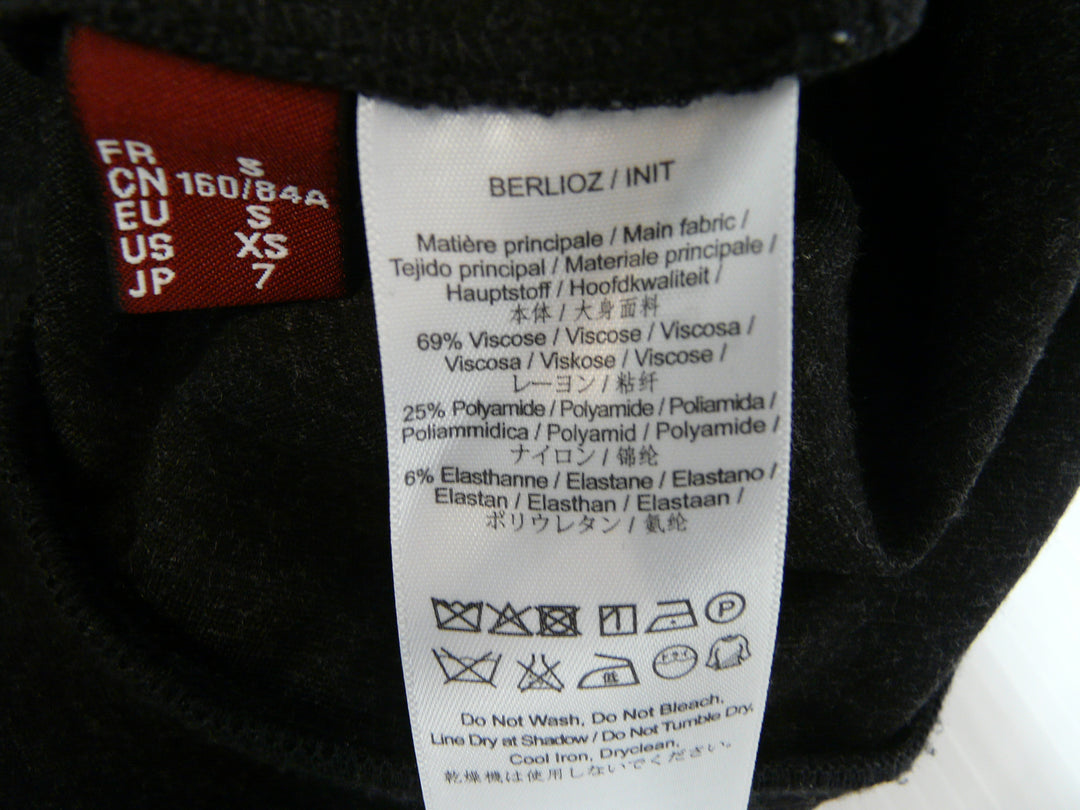 FR S
CN 160/84A
EU S
US XS
JP 7
BERLIOZ / INIT
Matière principale / Main fabric /
Tejido principal / Materiale principale /
Hauptstoff / Hoofdkwaliteit /
本体 / 大身面料
69% Viscose / Viscose / Viscosa /
Viscosa / Viskose / Viscose /
レーヨン / 粘纤
25% Polyamide / Polyamide / Poliamida /
Poliammidica / Polyamid / Polyamide /
ナイロン / 锦纶
6% Elasthanne / Elastane / Elastano /
Elastan / Elasthan / Elastaan /
ポリウレタン / 氨纶
P
低
Do Not Wash, Do Not Bleach,
Line Dry at Shadow / Do Not Tumble Dry,
Cool Iron, Dryclean,
乾燥機は使用しないでください。